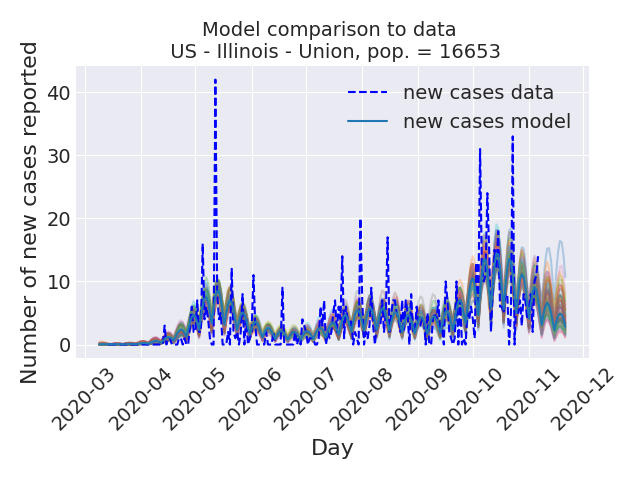 Model comparison to data
US - Illinois - Union, pop. = 16653
Number of new cases reported
40
30
20
10
0
new cases data
new cases model
2020-03
2020-04
2020-05
2020-06
2020-07
2020-08
2020-09
2020-10
2020-11
2020-12
Day